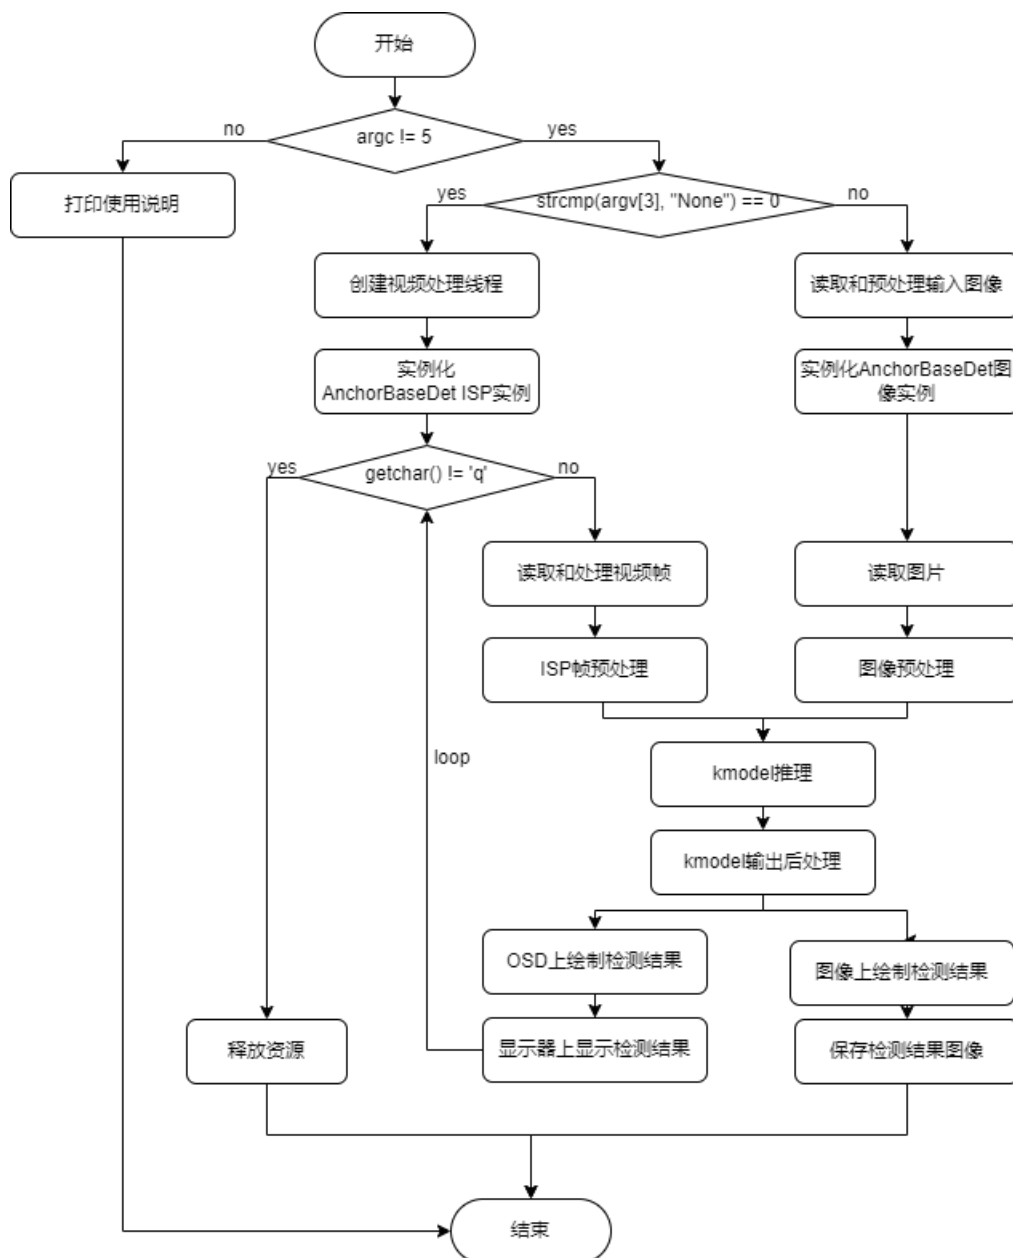 开始
argc != 5
no
yes
打印使用说明
strcmp(argv[3], "None") == 0
yes
no
创建视频处理线程
读取和预处理输入图像
实例化
AnchorBaseDet ISP实例
实例化AnchorBaseDet图
像实例
getchar() != 'q'
yes
no
读取和处理视频帧
读取图片
ISP帧预处理
图像预处理
loop
kmodel推理
kmodel输出后处理
OSD上绘制检测结果
图像上绘制检测结果
释放资源
显示器上显示检测结果
保存检测结果图像
结束